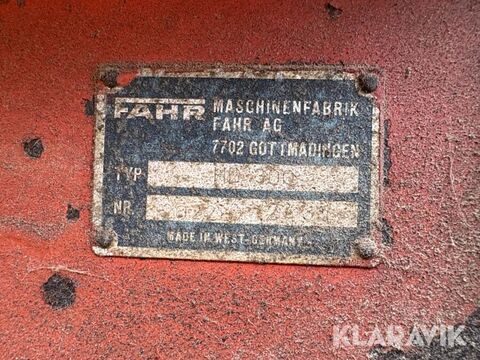 FAHR
MASCHINENFABRIK
FAHR AG
7702 GOTTMADINGEN
TYP
NR.
MADE IN WEST-GERMANY
KLARAVIK